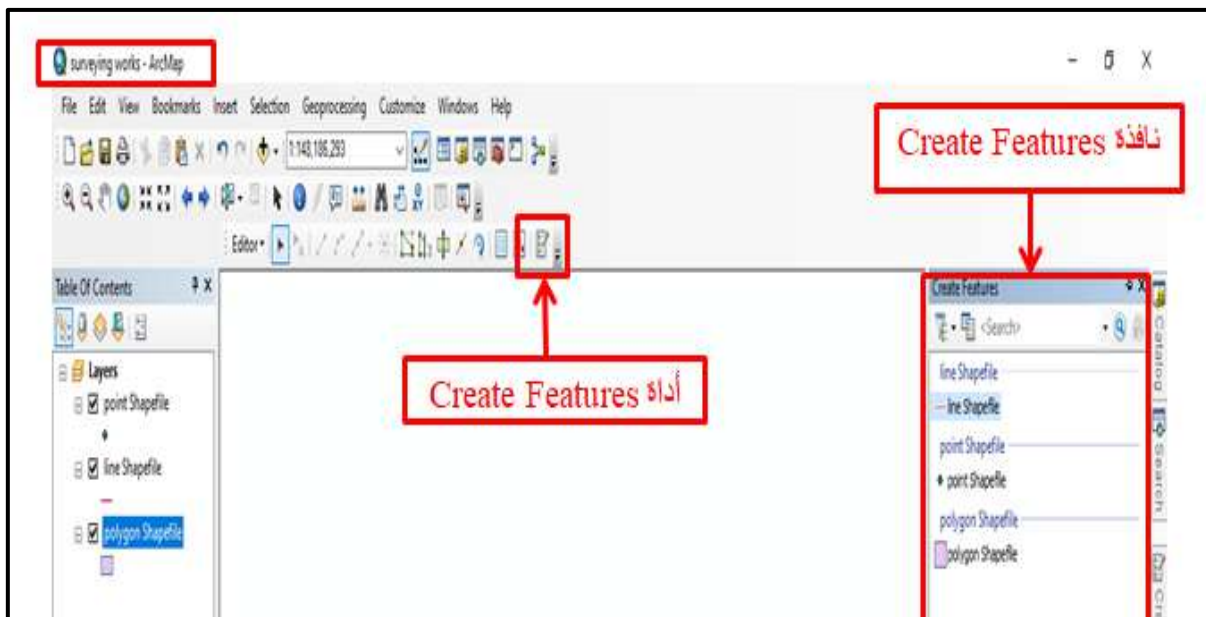 surveying works - ArcMap
File Edit View Bookmarks Insert Selection Geoprocessing Customize Windows Help
1:148,186,293
نافذة Create Features
Editor
Table Of Contents
Create Features
<Search>
Layers
point Shapefile
line Shapefile
polygon Shapefile
أداة Create Features
line Shapefile
line Shapefile
point Shapefile
point Shapefile
polygon Shapefile
polygon Shapefile
Catalog
Search